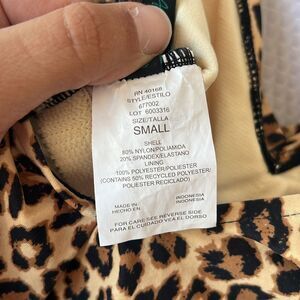 RN 40168
STYLE/ESTILO
677002
LOT 6003316
SIZE/TALLA
SMALL
SHELL
80% NYLON/POLIAMIDA
20% SPANDEX/ELASTANO
LINING
100% POLYESTER/POLIESTER
(CONTAINS 50% RECYCLED POLYESTER/
POLIESTER RECICLADO)
MADE IN: INDONESIA
HECHO EN: INDONESIA
FOR CARE SEE REVERSE SIDE
PARA CUIDADO VEA EL DORSO